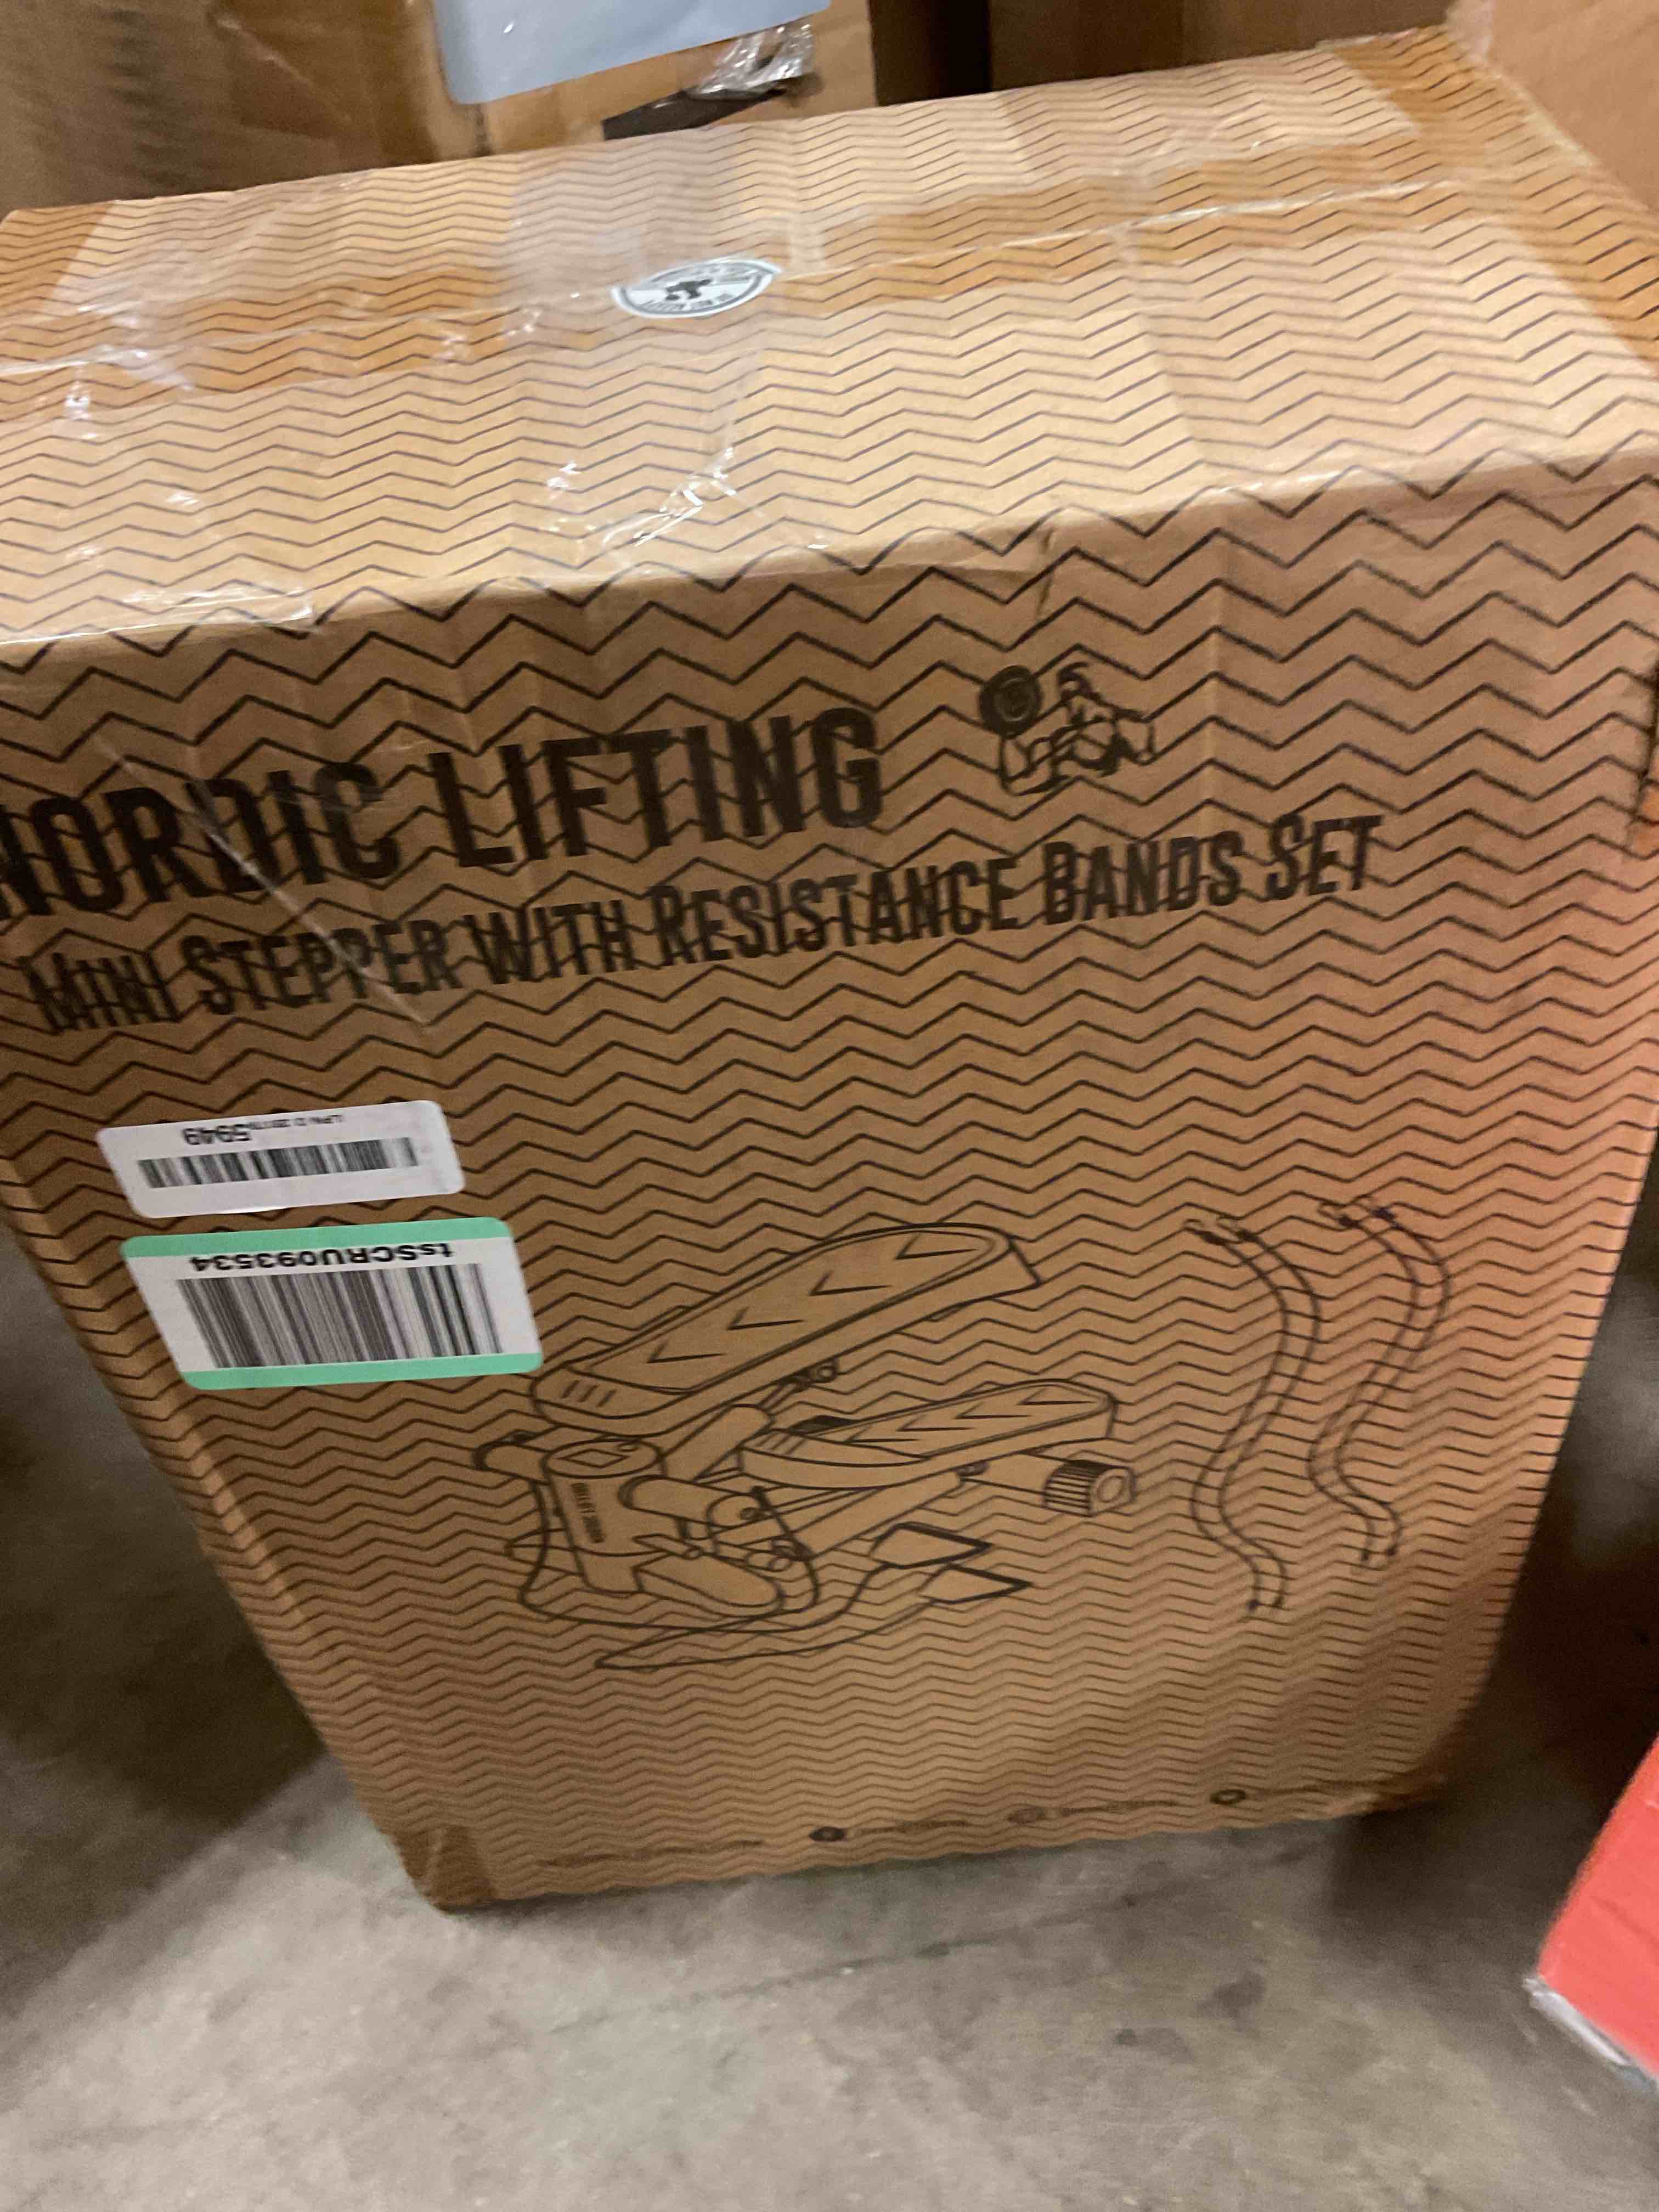 NORDIC LIFTING
MINI STEPPER WITH RESISTANCE BANDS SET
5949
tsSCRU093534